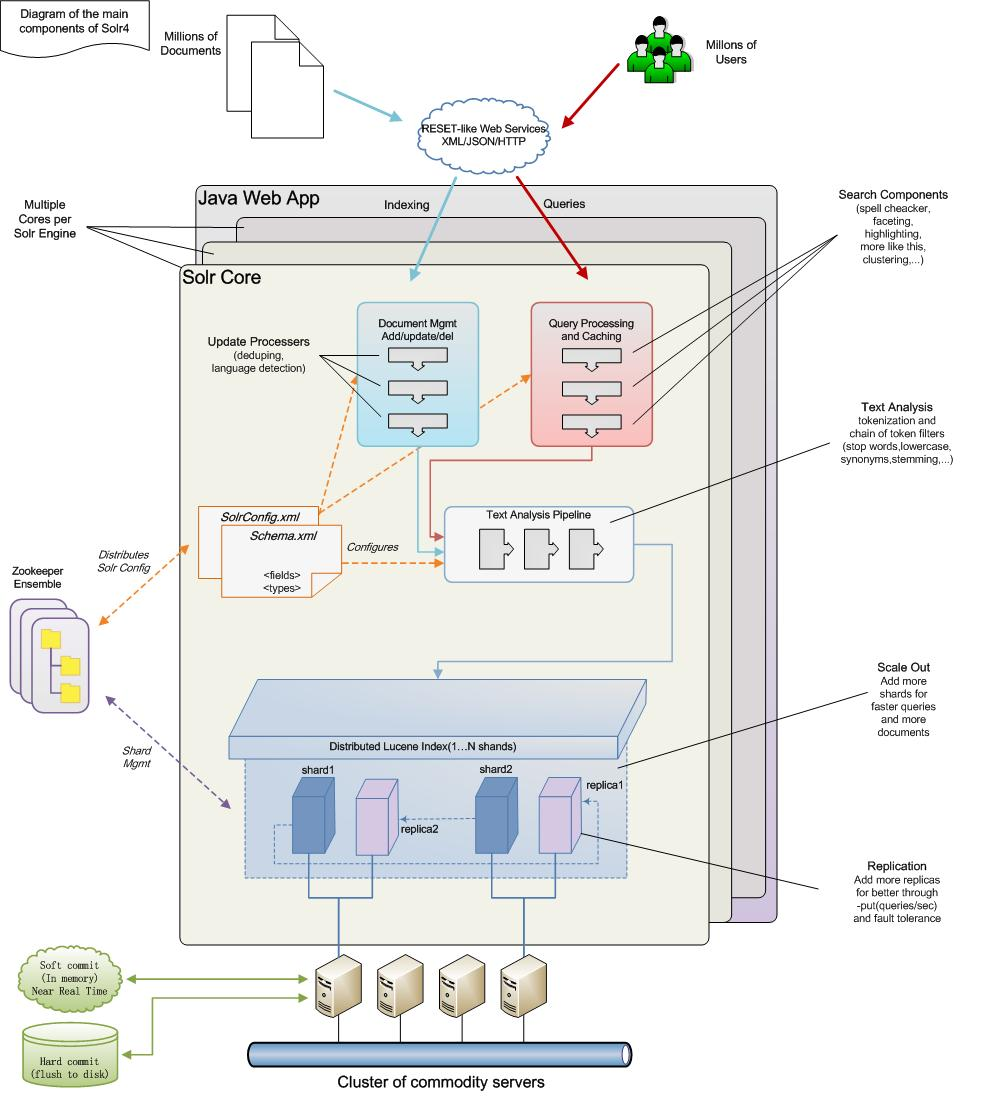 Diagram of the main
components of Solr4
Millions of
Documents
Millons of
Users
RESET-like Web Services
XML/JSON/HTTP
Java Web App
Indexing
Queries
Multiple
Cores per
Solr Engine
Search Components
(spell cheacker,
faceting,
highlighting,
more like this,
clustering,...)
Solr Core
Document Mgmt
Add/update/del
Query Processing
and Caching
Update Processers
(deduping,
language detection)
Text Analysis
tokenization and
chain of token filters
(stop words,lowercase,
synonyms,stemming,...)
SolrConfig.xml
Schema.xml
<fields>
<types>
Configures
Text Analysis Pipeline
Distributes
Solr Config
Zookeeper
Ensemble
Shard
Mgmt
Scale Out
Add more
shards for
faster queries
and more
documents
Distributed Lucene Index(1...N shands)
shard1
shard2
replica1
replica2
Replication
Add more replicas
for better through
-put(queries/sec)
and fault tolerance
Soft commit
(In memory)
Near Real Time
Hard commit
(flush to disk)
Cluster of commodity servers